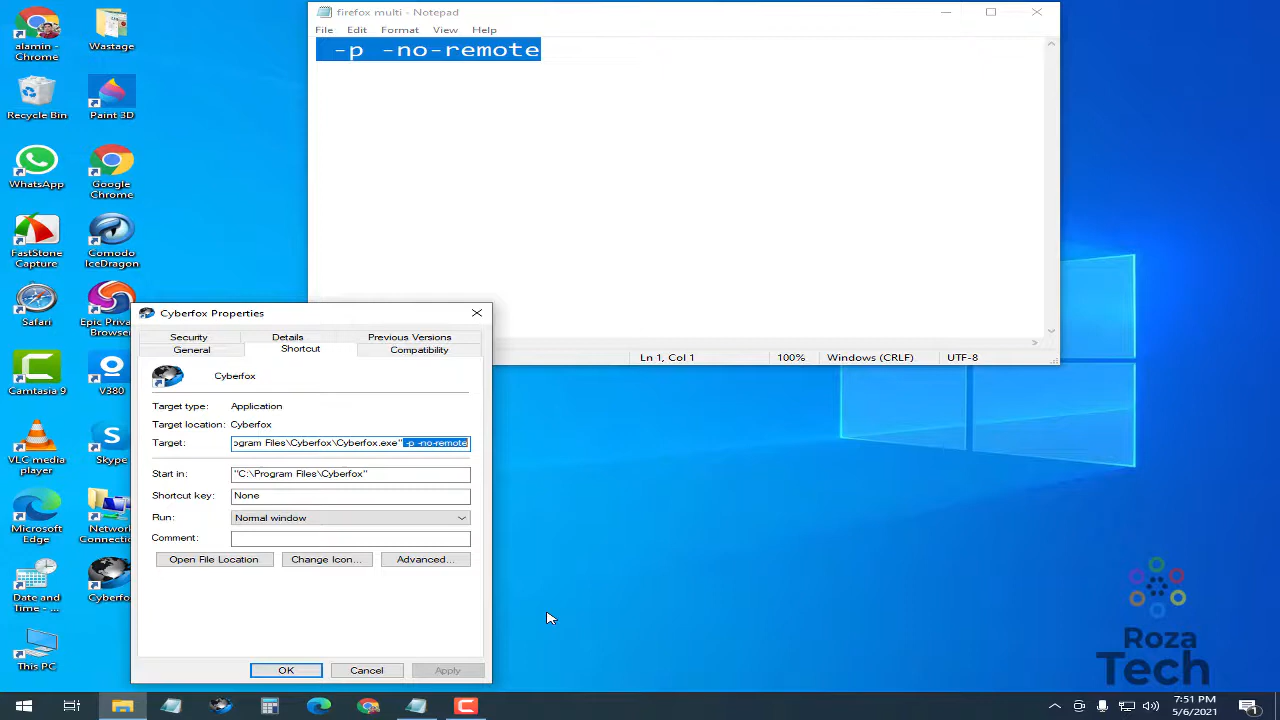 alamin -
Chrome
Wastage
Recycle Bin
Paint 3D
WhatsApp
Google
Chrome
FastStone
Capture
Comodo
IceDragon
Safari
Epic Priva
Browser
Camtasia 9
V380
VLC media
player
Skype
Microsoft
Edge
Network
Connectio
Date and
Time - ...
Cyberfo
This PC
firefox multi - Notepad
File Edit Format View Help
-p -no-remote
Ln 1, Col 1 100% Windows (CRLF) UTF-8
Cyberfox Properties
Security Details Previous Versions
General Shortcut Compatibility
Cyberfox
Target type: Application
Target location: Cyberfox
Target: ogram Files\Cyberfox\Cyberfox.exe" -p -no-remote
Start in: "C:\Program Files\Cyberfox"
Shortcut key: None
Run: Normal window
Comment:
Open File Location Change Icon... Advanced...
OK Cancel Apply
Roza
Tech
7:51 PM
5/6/2021
1